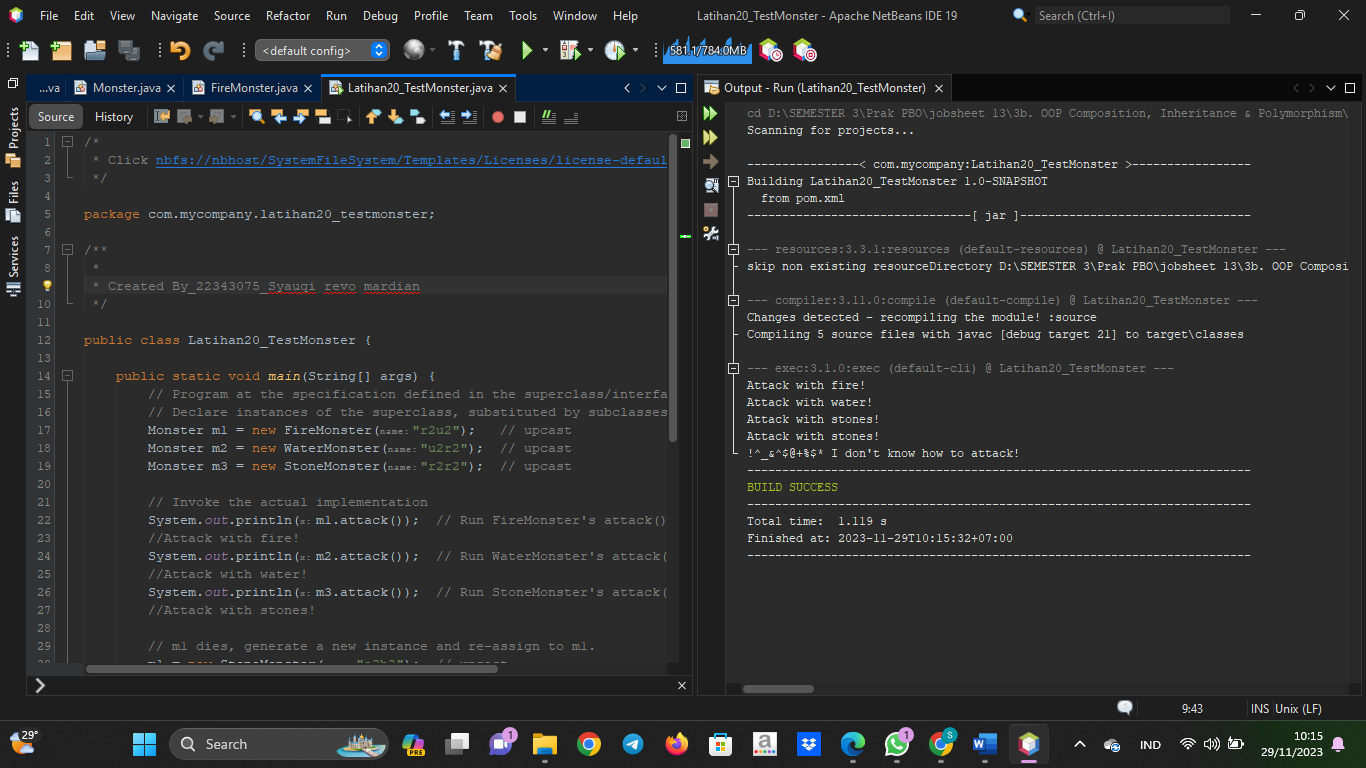 File Edit View Navigate Source Refactor Run Debug Profile Team Tools Window Help
Latihan20_TestMonster - Apache NetBeans IDE 19
Search (Ctrl+I)
<default config>
581.1/784.0MB
...va Monster.java FireMonster.java Latihan20_TestMonster.java
Source History
Projects
Files
Services
1 /*
2 * Click nbfs://nbhost/SystemFileSystem/Templates/Licenses/license-defaul
3 */
4
5 package com.mycompany.latihan20_testmonster;
6
7 /**
8 *
* Created By_22343075_Syauqi revo mardian
10 */
11
12 public class Latihan20_TestMonster {
13
14 public static void main(String[] args) {
15 // Program at the specification defined in the superclass/interfa
16 // Declare instances of the superclass, substituted by subclasses
17 Monster m1 = new FireMonster(name:"r2u2"); // upcast
18 Monster m2 = new WaterMonster(name:"u2r2"); // upcast
19 Monster m3 = new StoneMonster(name:"r2r2"); // upcast
20
21 // Invoke the actual implementation
22 System.out.println(x:m1.attack()); // Run FireMonster's attack()
23 //Attack with fire!
24 System.out.println(x:m2.attack()); // Run WaterMonster's attack(
25 //Attack with water!
26 System.out.println(x:m3.attack()); // Run StoneMonster's attack(
27 //Attack with stones!
28
29 // m1 dies, generate a new instance and re-assign to m1.
Output - Run (Latihan20_TestMonster)
cd D:\SEMESTER 3\Prak PBO\jobsheet 13\3b. OOP Composition, Inheritance & Polymorphism\
Scanning for projects...
---------------< com.mycompany:Latihan20_TestMonster >----------------
Building Latihan20_TestMonster 1.0-SNAPSHOT
from pom.xml
--------------------------------[ jar ]---------------------------------
--- resources:3.3.1:resources (default-resources) @ Latihan20_TestMonster ---
skip non existing resourceDirectory D:\SEMESTER 3\Prak PBO\jobsheet 13\3b. OOP Composi
--- compiler:3.11.0:compile (default-compile) @ Latihan20_TestMonster ---
Changes detected - recompiling the module! :source
Compiling 5 source files with javac [debug target 21] to target\classes
--- exec:3.1.0:exec (default-cli) @ Latihan20_TestMonster ---
Attack with fire!
Attack with water!
Attack with stones!
Attack with stones!
!^_&^$@+%$* I don't know how to attack!
------------------------------------------------------------------------
BUILD SUCCESS
------------------------------------------------------------------------
Total time: 1.119 s
Finished at: 2023-11-29T10:15:32+07:00
------------------------------------------------------------------------
9:43 INS Unix (LF)
29°
Search
PRE
1
a
1
S
IND
10:15
29/11/2023